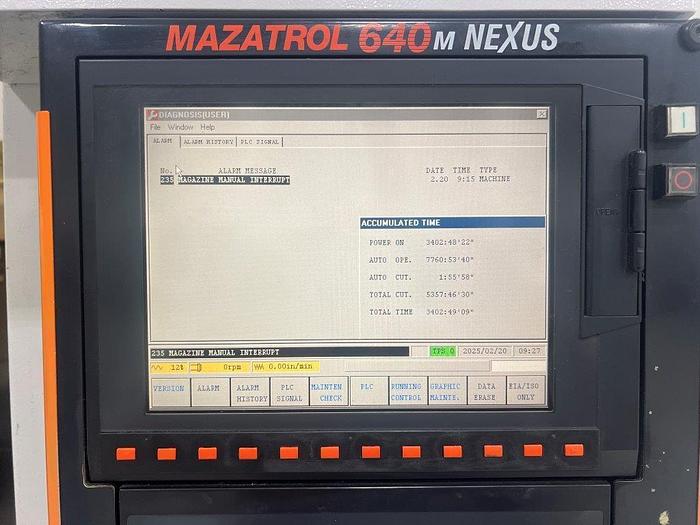 MAZATROL 640M NEXUS
DIAGNOSIS(USER)
File Window Help
ALARM ALARM HISTORY PLC SIGNAL
No. ALARM MESSAGE DATE TIME TYPE
235 MAGAZINE MANUAL INTERRUPT 2.20 9:15 MACHINE
ACCUMULATED TIME
POWER ON 3402:48'22"
AUTO OPE. 7760:53'40"
AUTO CUT. 1:55'58"
TOTAL CUT. 5357:46'30"
TOTAL TIME 3402:49'09"
OPEN
235 MAGAZINE MANUAL INTERRUPT TPS 0 2025/02/20 09:27
12% 0rpm 0.00in/min
VERSION ALARM ALARM HISTORY PLC SIGNAL MAINTEN CHECK PLC RUNNING CONTROL GRAPHIC MAINTE. DATA ERASE EIA/ISO ONLY